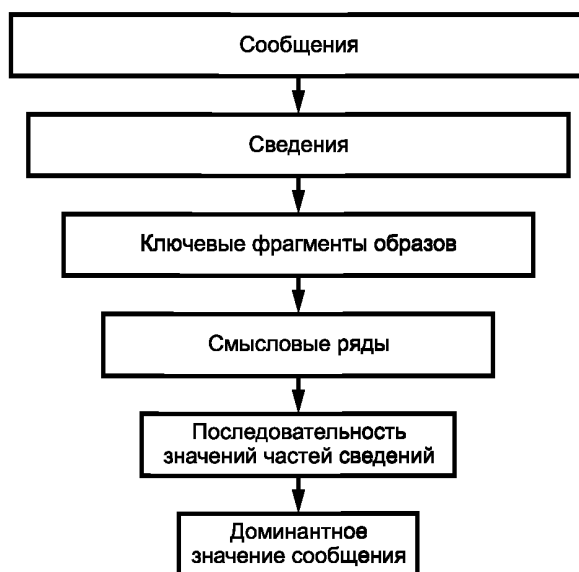 Сообщения
Сведения
Ключевые фрагменты образов
Смысловые ряды
Последовательность
значений частей сведений
Доминантное
значение сообщения